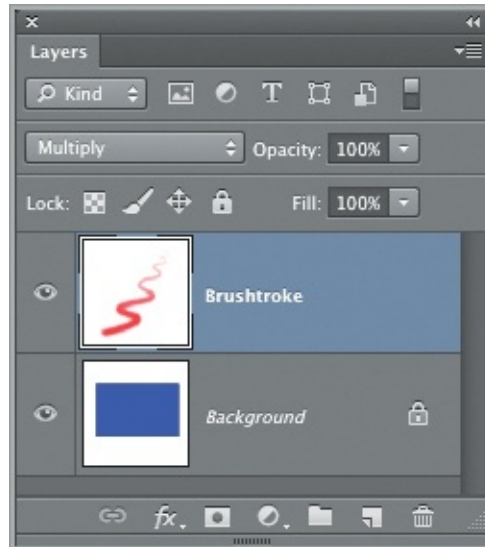 Layers
Kind
Multiply Opacity: 100%
Lock: Fill: 100%
Brushtroke
Background